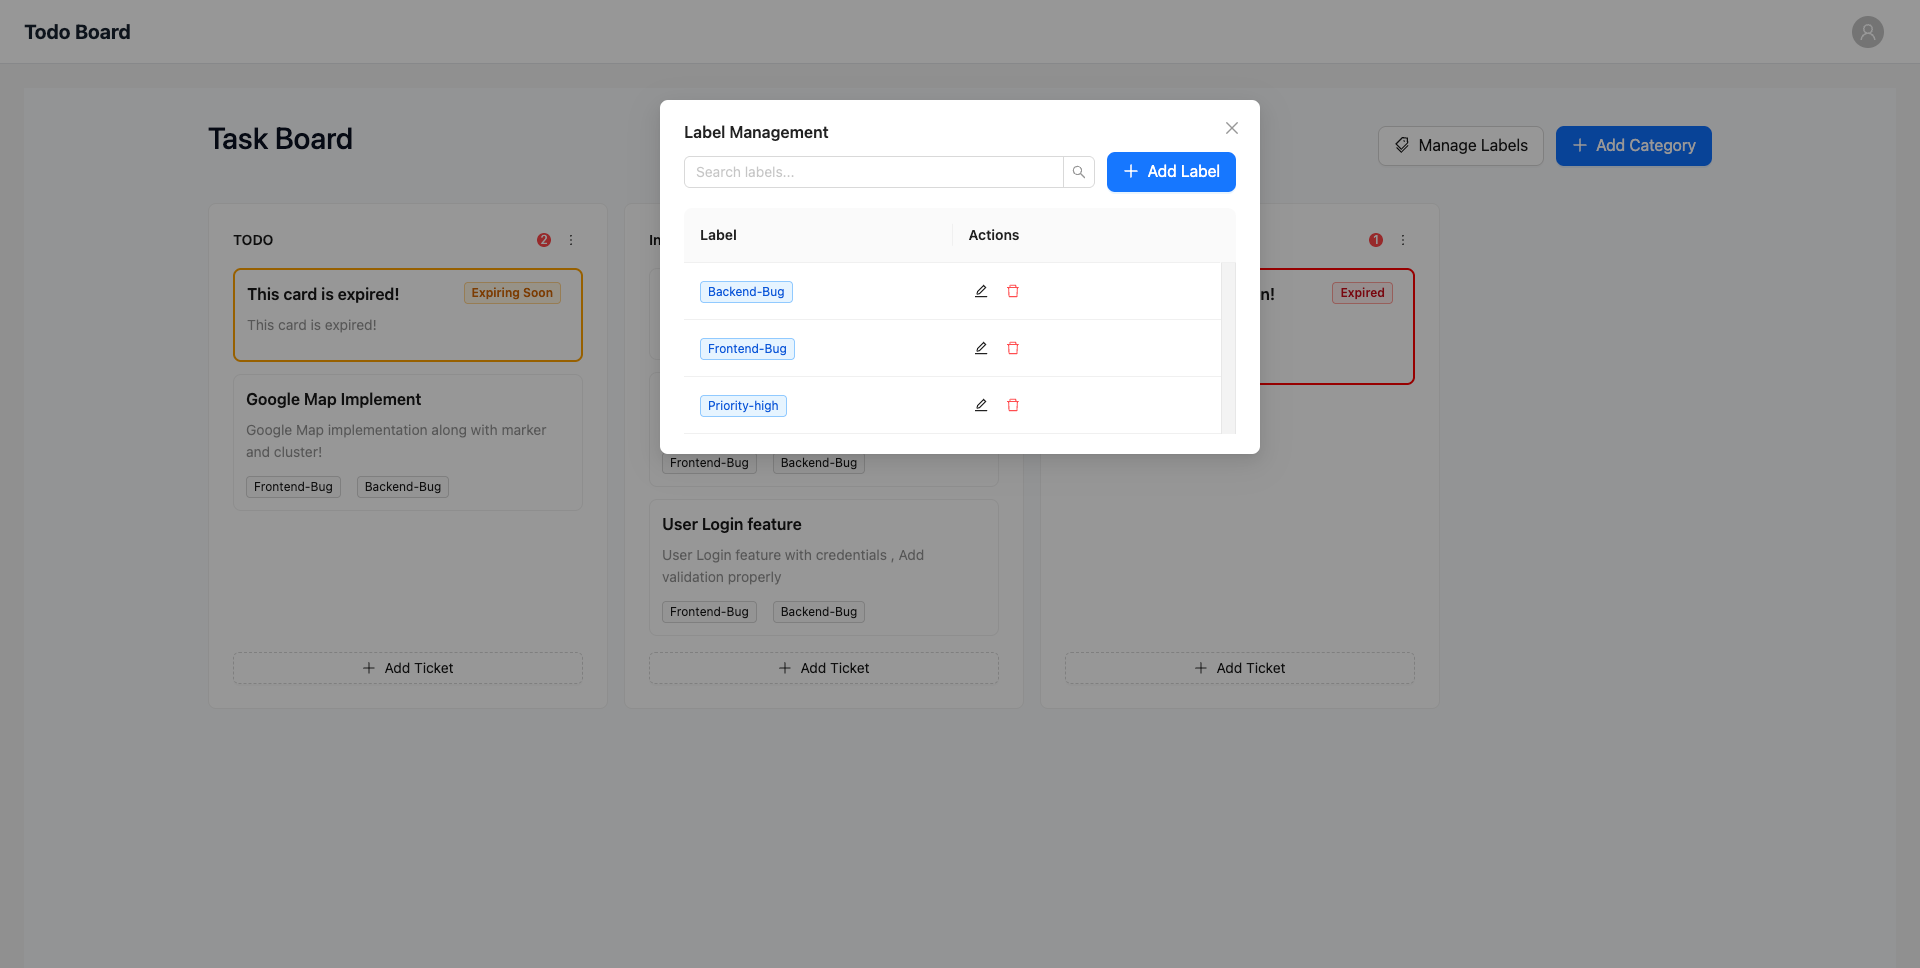 Todo Board
Task Board
Manage Labels
Add Category
Label Management
Search labels...
Add Label
Label Actions
Backend-Bug
Frontend-Bug
Priority-high
TODO 2
This card is expired! Expiring Soon
This card is expired!
Google Map Implement
Google Map implementation along with marker
and cluster!
Frontend-Bug Backend-Bug
Add Ticket
Frontend-Bug Backend-Bug
User Login feature
User Login feature with credentials , Add
validation properly
Frontend-Bug Backend-Bug
Add Ticket
1
Expired
Add Ticket